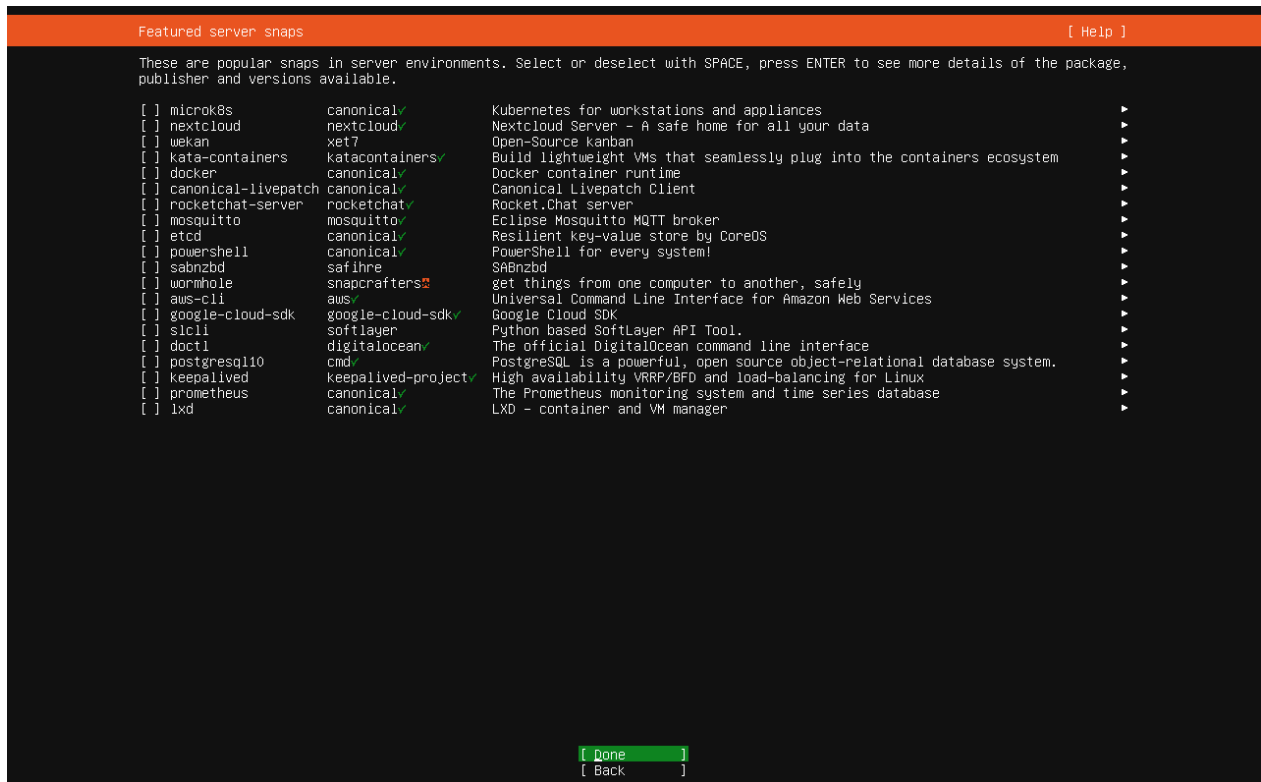 Featured server snaps [ Help ]
These are popular snaps in server environments. Select or deselect with SPACE, press ENTER to see more details of the package,
publisher and versions available.
[ ] microk8s canonical✓ Kubernetes for workstations and appliances ▸
[ ] nextcloud nextcloud✓ Nextcloud Server – A safe home for all your data ▸
[ ] wekan xet7 Open-Source kanban ▸
[ ] kata-containers katacontainers✓ Build lightweight VMs that seamlessly plug into the containers ecosystem ▸
[ ] docker canonical✓ Docker container runtime ▸
[ ] canonical-livepatch canonical✓ Canonical Livepatch Client ▸
[ ] rocketchat-server rocketchat✓ Rocket.Chat server ▸
[ ] mosquitto mosquitto✓ Eclipse Mosquitto MQTT broker ▸
[ ] etcd canonical✓ Resilient key-value store by CoreOS ▸
[ ] powershell canonical✓ PowerShell for every system! ▸
[ ] sabnzbd safihre SABnzbd ▸
[ ] wormhole snapcrafters get things from one computer to another, safely ▸
[ ] aws-cli aws✓ Universal Command Line Interface for Amazon Web Services ▸
[ ] google-cloud-sdk google-cloud-sdk✓ Google Cloud SDK ▸
[ ] slcli softlayer Python based SoftLayer API Tool. ▸
[ ] doctl digitalocean✓ The official DigitalOcean command line interface ▸
[ ] postgresql10 cmd✓ PostgreSQL is a powerful, open source object-relational database system. ▸
[ ] keepalived keepalived-project✓ High availability VRRP/BFD and load-balancing for Linux ▸
[ ] prometheus canonical✓ The Prometheus monitoring system and time series database ▸
[ ] lxd canonical✓ LXD – container and VM manager ▸
[ Done ]
[ Back ]